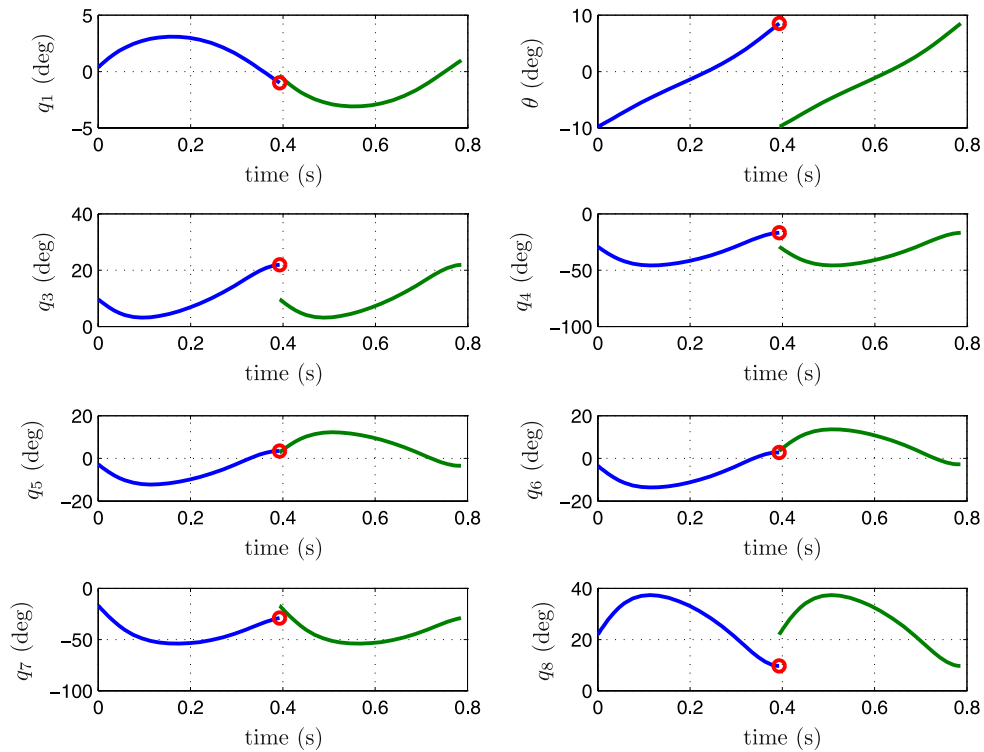 5
0
−5
q1 (deg)
0 0.2 0.4 0.6 0.8
time (s)
10
0
−10
θ (deg)
0 0.2 0.4 0.6 0.8
time (s)
40
20
0
q3 (deg)
0 0.2 0.4 0.6 0.8
time (s)
0
−50
−100
q4 (deg)
0 0.2 0.4 0.6 0.8
time (s)
20
0
−20
q5 (deg)
0 0.2 0.4 0.6 0.8
time (s)
20
0
−20
q6 (deg)
0 0.2 0.4 0.6 0.8
time (s)
0
−50
−100
q7 (deg)
0 0.2 0.4 0.6 0.8
time (s)
40
20
0
q8 (deg)
0 0.2 0.4 0.6 0.8
time (s)